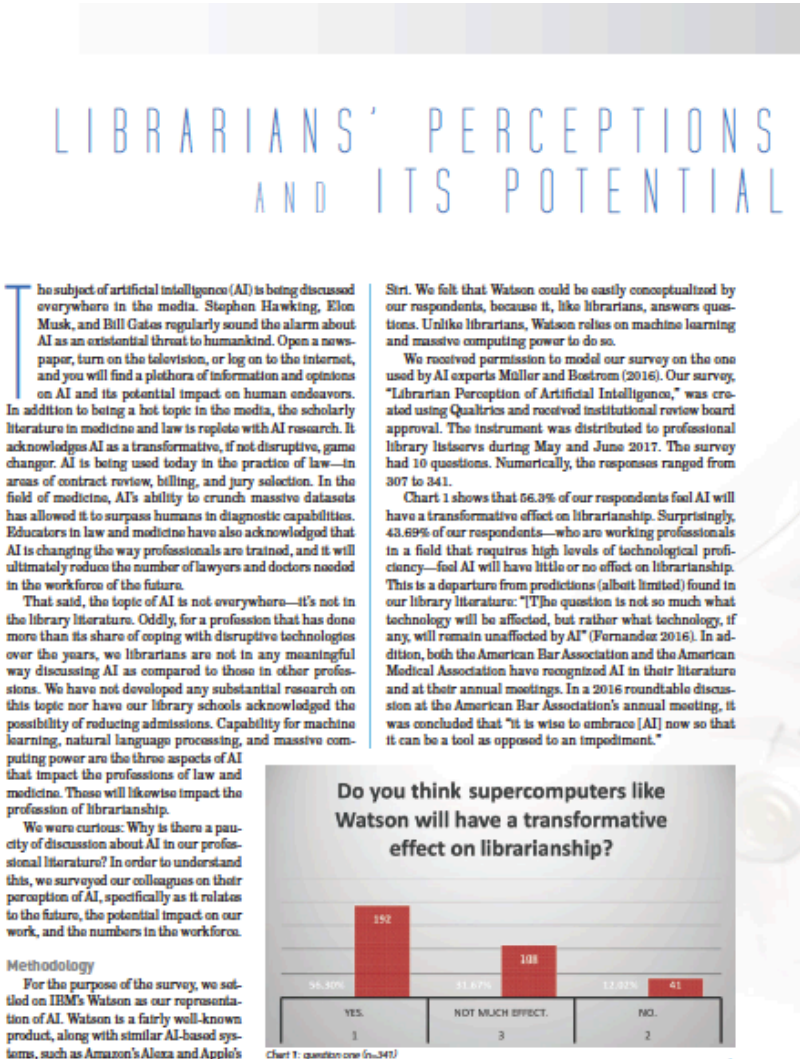 LIBRARIANS' PERCEPTIONS
AND ITS POTENTIAL
The subject of artificial intelligence (AI) is being discussed
everywhere in the media. Stephen Hawking, Elon
Musk, and Bill Gates regularly sound the alarm about
AI as an existential threat to humankind. Open a news-
paper, turn on the television, or log on to the internet,
and you will find a plethora of information and opinions
on AI and its potential impact on human endeavors.
In addition to being a hot topic in the media, the scholarly
literature in medicine and law is replete with AI research. It
acknowledges AI as a transformative, if not disruptive, game
changer. AI is being used today in the practice of law—in
areas of contract review, billing, and jury selection. In the
field of medicine, AI's ability to crunch massive datasets
has allowed it to surpass humans in diagnostic capabilities.
Educators in law and medicine have also acknowledged that
AI is changing the way professionals are trained, and it will
ultimately reduce the number of lawyers and doctors needed
in the workforce of the future.
That said, the topic of AI is not everywhere—it's not in
the library literature. Oddly, for a profession that has done
more than its share of coping with disruptive technologies
over the years, we librarians are not in any meaningful
way discussing AI as compared to those in other profes-
sions. We have not developed any substantial research on
this topic nor have our library schools acknowledged the
possibility of reducing admissions. Capability for machine
learning, natural language processing, and massive com-
puting power are the three aspects of AI
that impact the professions of law and
medicine. These will likewise impact the
profession of librarianship.
We were curious: Why is there a pau-
city of discussion about AI in our profes-
sional literature? In order to understand
this, we surveyed our colleagues on their
perception of AI, specifically as it relates
to the future, the potential impact on our
work, and the numbers in the workforce.
Methodology
For the purpose of the survey, we set-
tled on IBM's Watson as our representa-
tion of AI. Watson is a fairly well-known
product, along with similar AI-based sys-
tems, such as Amazon's Alexa and Apple's
Siri. We felt that Watson could be easily conceptualized by
our respondents, because it, like librarians, answers ques-
tions. Unlike librarians, Watson relies on machine learning
and massive computing power to do so.
We received permission to model our survey on the one
used by AI experts Müller and Bostrom (2016). Our survey,
"Librarian Perception of Artificial Intelligence," was cre-
ated using Qualtrics and received institutional review board
approval. The instrument was distributed to professional
library listservs during May and June 2017. The survey
had 10 questions. Numerically, the responses ranged from
307 to 341.
Chart 1 shows that 56.3% of our respondents feel AI will
have a transformative effect on librarianship. Surprisingly,
43.69% of our respondents—who are working professionals
in a field that requires high levels of technological profi-
ciency—feel AI will have little or no effect on librarianship.
This is a departure from predictions (albeit limited) found in
our library literature: "[T]he question is not so much what
technology will be affected, but rather what technology, if
any, will remain unaffected by AI" (Fernandez 2016). In ad-
dition, both the American Bar Association and the American
Medical Association have recognized AI in their literature
and at their annual meetings. In a 2016 roundtable discus-
sion at the American Bar Association's annual meeting, it
was concluded that "it is wise to embrace [AI] now so that
it can be a tool as opposed to an impediment."
Do you think supercomputers like
Watson will have a transformative
effect on librarianship?
192
108
56.30%
31.67%
12.02%
41
YES.
NOT MUCH EFFECT.
NO.
1
3
2
Chart 1: question one (n=341)